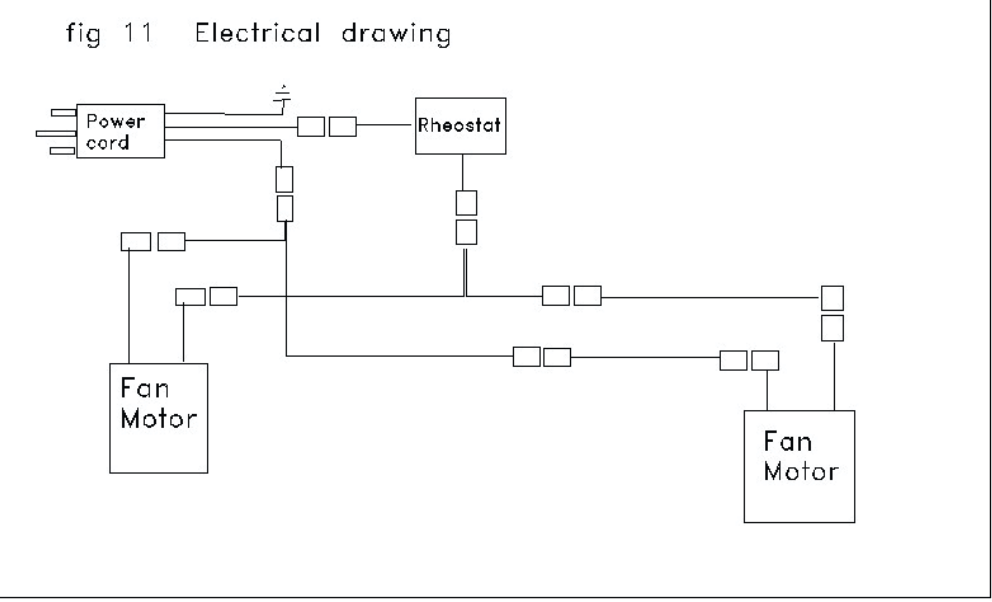 fig 11 Electrical drawing
Power
cord
Rheostat
Fan
Motor
Fan
Motor